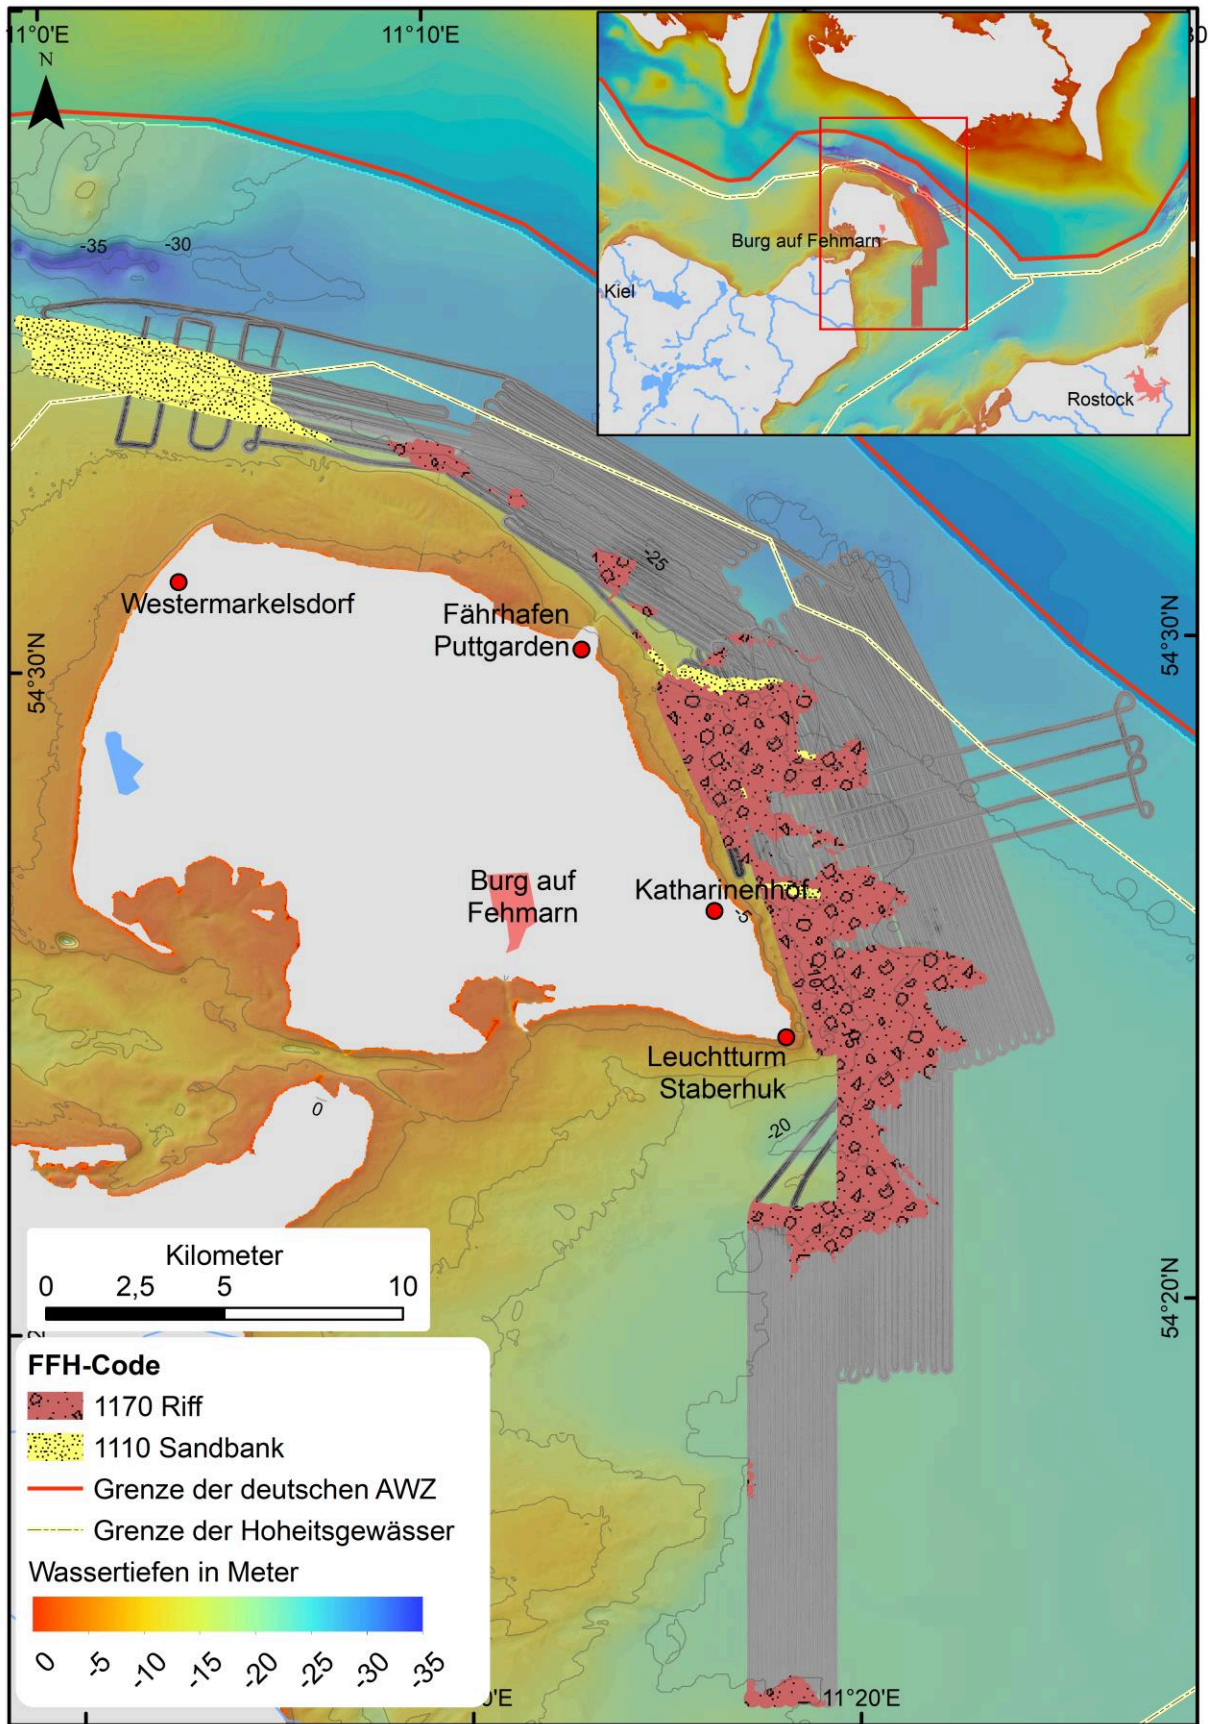 11°0'E
11°10'E
N
Burg auf Fehmarn
Kiel
Rostock
-35
-30
-25
Westermarkelsdorf
Fährhafen
Puttgarden
54°30'N
54°30'N
Burg auf
Fehmarn
Katharinenhof
-5
-10
-15
Leuchtturm
Staberhuk
-20
0
Kilometer
0 2,5 5 10
54°20'N
FFH-Code
1170 Riff
1110 Sandbank
Grenze der deutschen AWZ
Grenze der Hoheitsgewässer
Wassertiefen in Meter
0 -5 -10 -15 -20 -25 -30 -35
11°20'E